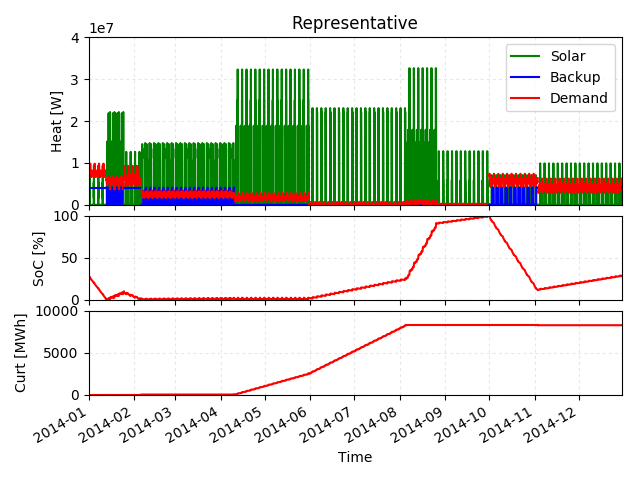 Representative
1e7
4
3
2
1
0
Heat [W]
Solar
Backup
Demand
100
50
0
SoC [%]
10000
5000
0
Curt [MWh]
2014-01
2014-02
2014-03
2014-04
2014-05
2014-06
2014-07
2014-08
2014-09
2014-10
2014-11
2014-12
Time